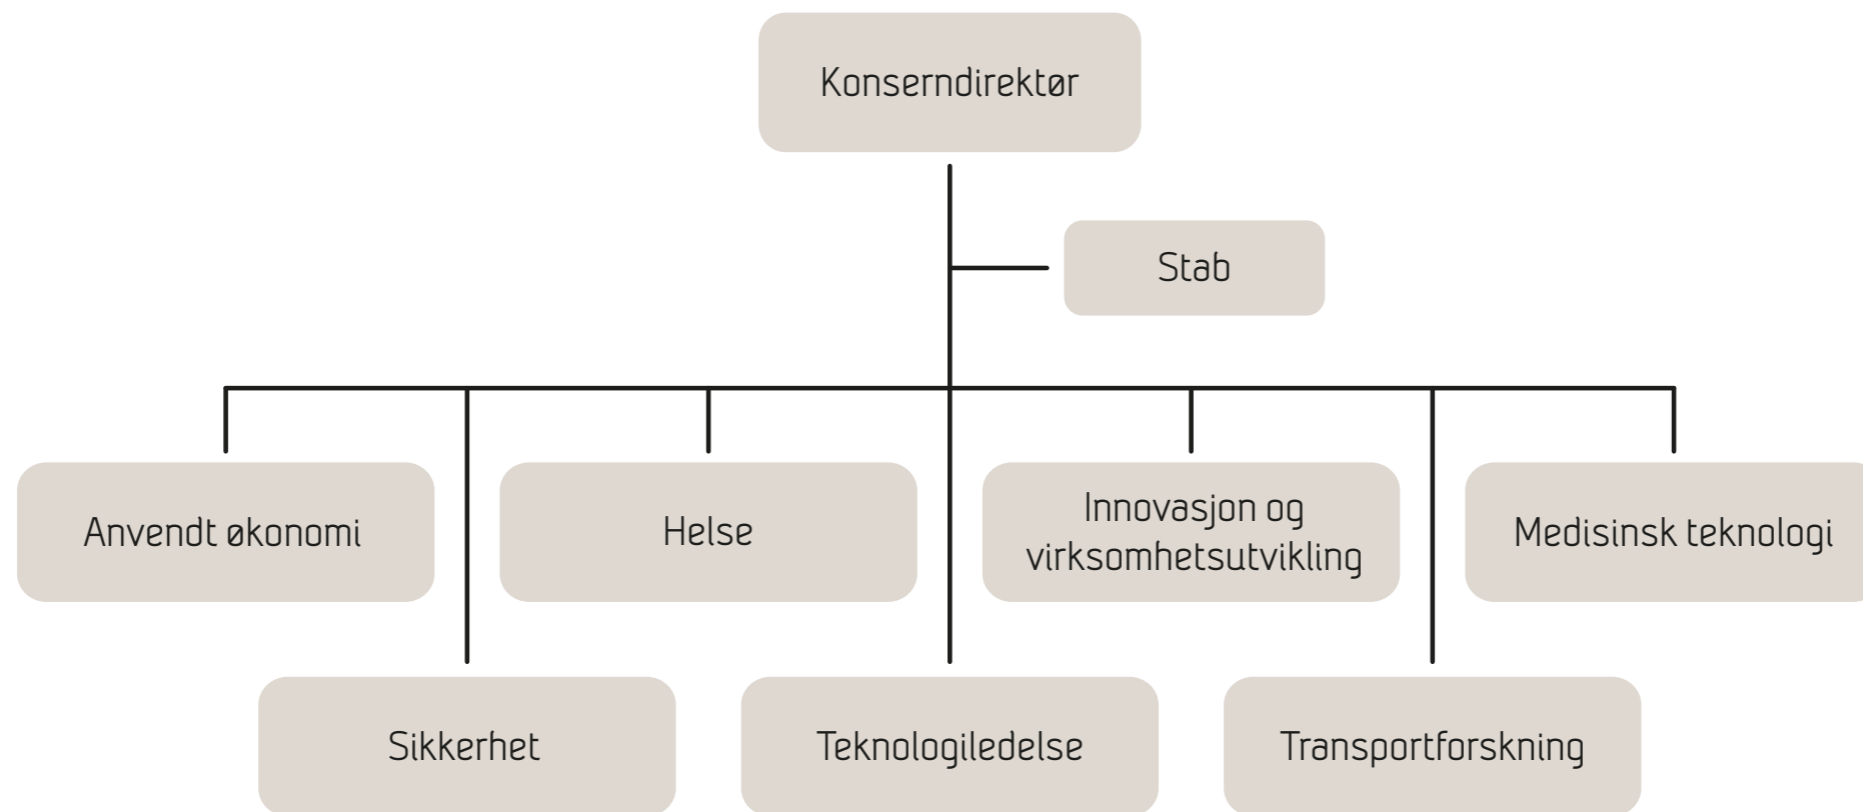 Konserndirektør
Stab
Anvendt økonomi
Helse
Innovasjon og
virksomhetsutvikling
Medisinsk teknologi
Sikkerhet
Teknologiledelse
Transportforskning